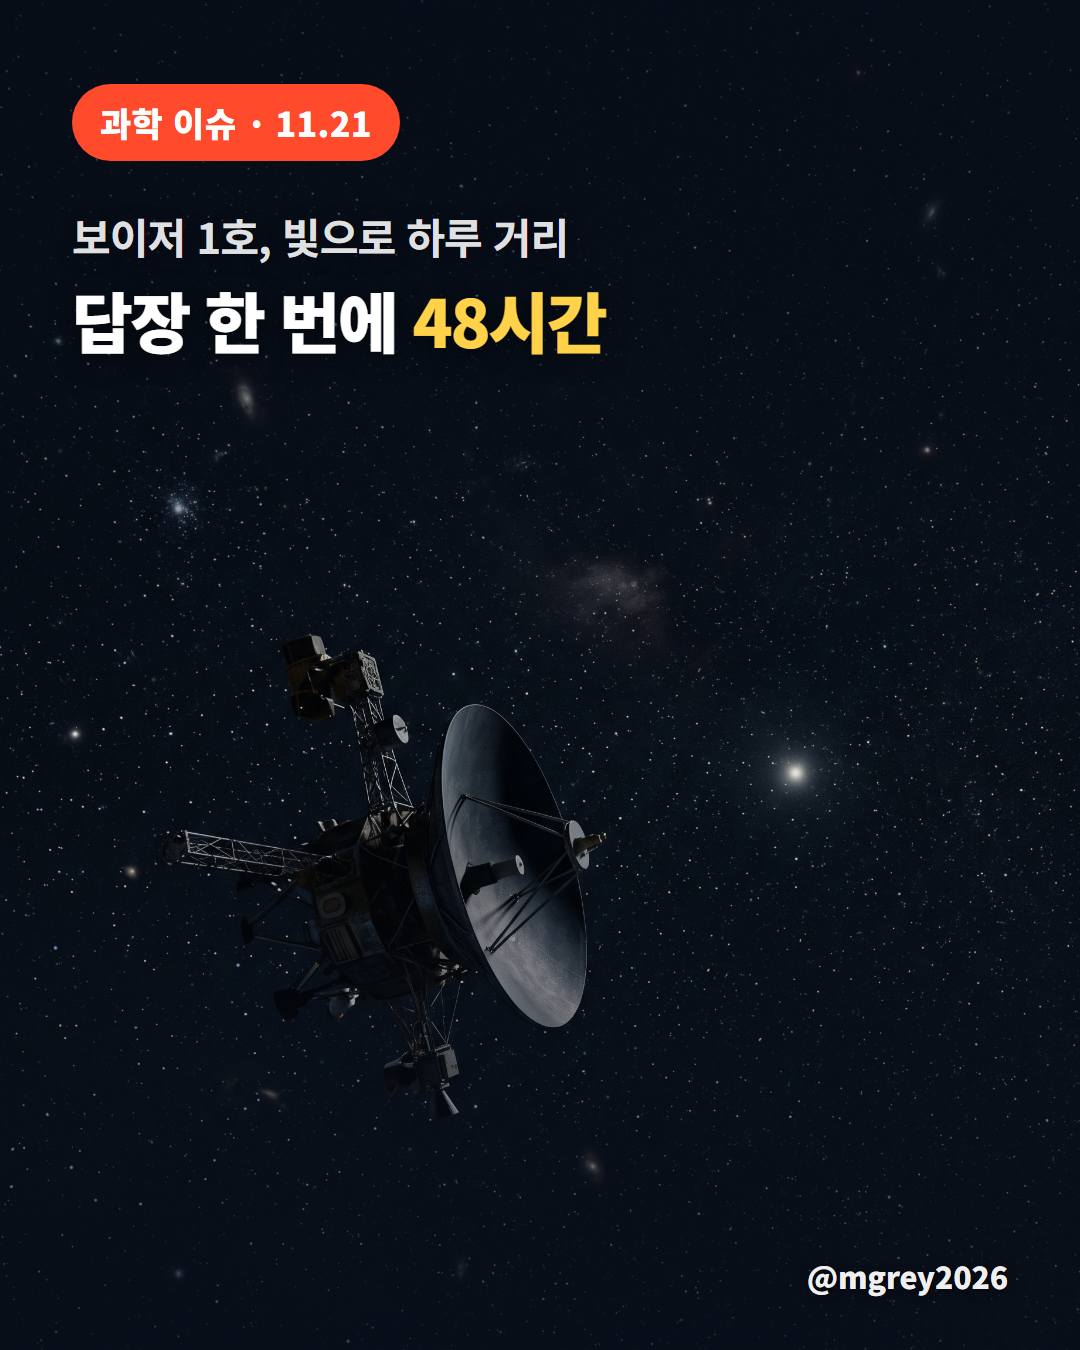 과학 이슈 · 11.21
보이저 1호, 빛으로 하루 거리
답장 한 번에 48시간
@mgrey2026